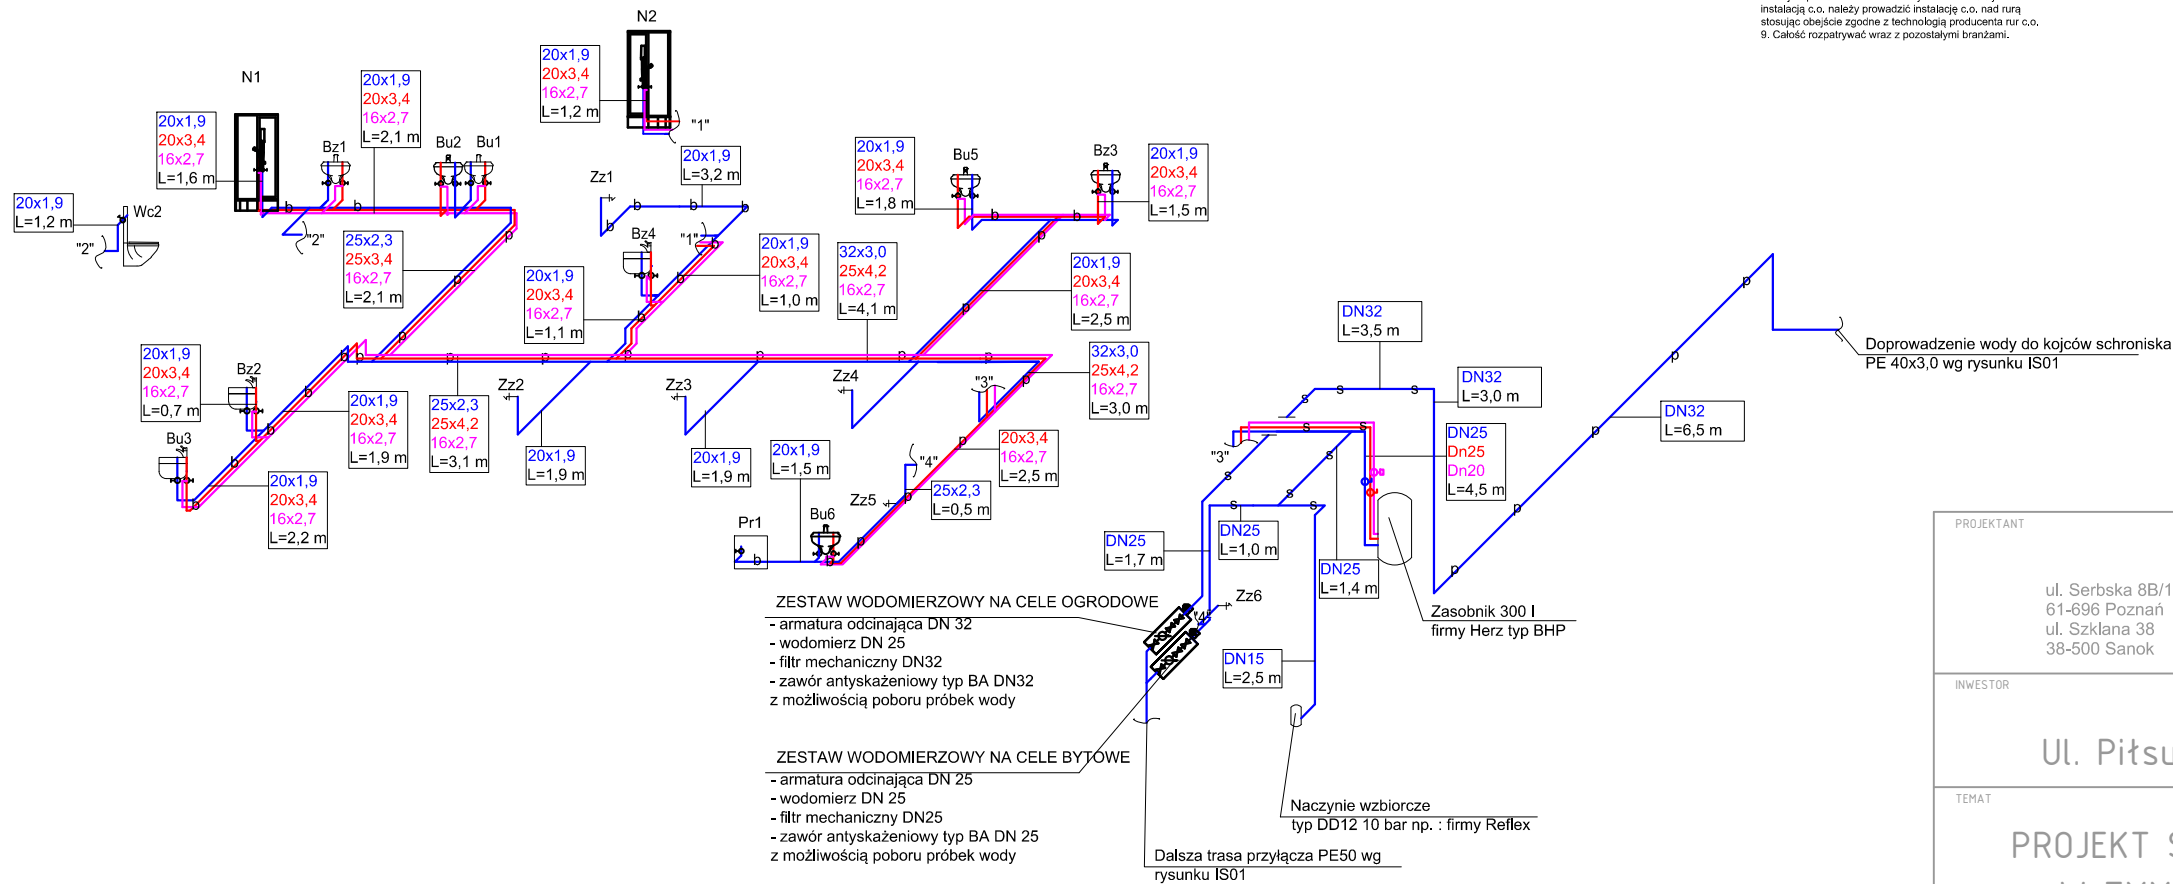 instalacją c.o. należy prowadzić instalację c.o. nad rurą
stosując obejście zgodne z technologią producenta rur c.o.
9. Całość rozpatrywać wraz z pozostałymi branżami.
N1
N2
20x1,9
20x3,4
16x2,7
L=1,6 m
20x1,9
20x3,4
16x2,7
L=2,1 m
20x1,9
20x3,4
16x2,7
L=1,2 m
"1"
Bz1
Bu2
Bu1
20x1,9
L=1,2 m
Wc2
"2"
b
b
"2"
p
p
p
25x2,3
25x3,4
16x2,7
L=2,1 m
Zz1
20x1,9
L=3,2 m
b
b
b
b
Bz4
"1"
b
b
b
20x1,9
20x3,4
16x2,7
L=1,1 m
20x1,9
20x3,4
16x2,7
L=1,0 m
32x3,0
25x4,2
16x2,7
L=4,1 m
20x1,9
20x3,4
16x2,7
L=1,8 m
Bu5
Bz3
20x1,9
20x3,4
16x2,7
L=1,5 m
b
b
p
p
20x1,9
20x3,4
16x2,7
L=2,5 m
20x1,9
20x3,4
16x2,7
L=0,7 m
Bz2
Bu3
b
b
b
b
b
b
20x1,9
20x3,4
16x2,7
L=1,9 m
20x1,9
20x3,4
16x2,7
L=2,2 m
25x2,3
25x4,2
16x2,7
L=3,1 m
p
p
p
p
p
p
Zz2
20x1,9
L=1,9 m
Zz3
20x1,9
L=1,9 m
Zz4
"3"
p
32x3,0
25x4,2
16x2,7
L=3,0 m
p
20x3,4
16x2,7
L=2,5 m
20x1,9
L=1,5 m
"4"
Zz5
p
25x2,3
L=0,5 m
p
Pr1
b
Bu6
b
DN32
L=3,5 m
s
s
s
DN32
L=3,0 m
DN25
Dn25
Dn20
L=4,5 m
"3"
s
s
s
s
s
s
s
DN25
L=1,7 m
DN25
L=1,0 m
DN25
L=1,4 m
DN15
L=2,5 m
Zz6
"4"
p
p
p
p
p
DN32
L=6,5 m
Doprowadzenie wody do kojców schroniska
PE 40x3,0 wg rysunku IS01
Zasobnik 300 l
firmy Herz typ BHP
ZESTAW WODOMIERZOWY NA CELE OGRODOWE
- armatura odcinająca DN 32
- wodomierz DN 25
- filtr mechaniczny DN32
- zawór antyskażeniowy typ BA DN32
z możliwością poboru próbek wody
ZESTAW WODOMIERZOWY NA CELE BYTOWE
- armatura odcinająca DN 25
- wodomierz DN 25
- filtr mechaniczny DN25
- zawór antyskażeniowy typ BA DN 25
z możliwością poboru próbek wody
Naczynie wzbiorcze
typ DD12 10 bar np. : firmy Reflex
Dalsza trasa przyłącza PE50 wg
rysunku IS01
PROJEKTANT
ul. Serbska 8B/1
61-696 Poznań
ul. Szklana 38
38-500 Sanok
INWESTOR
Ul. Piłsu
TEMAT
PROJEKT S